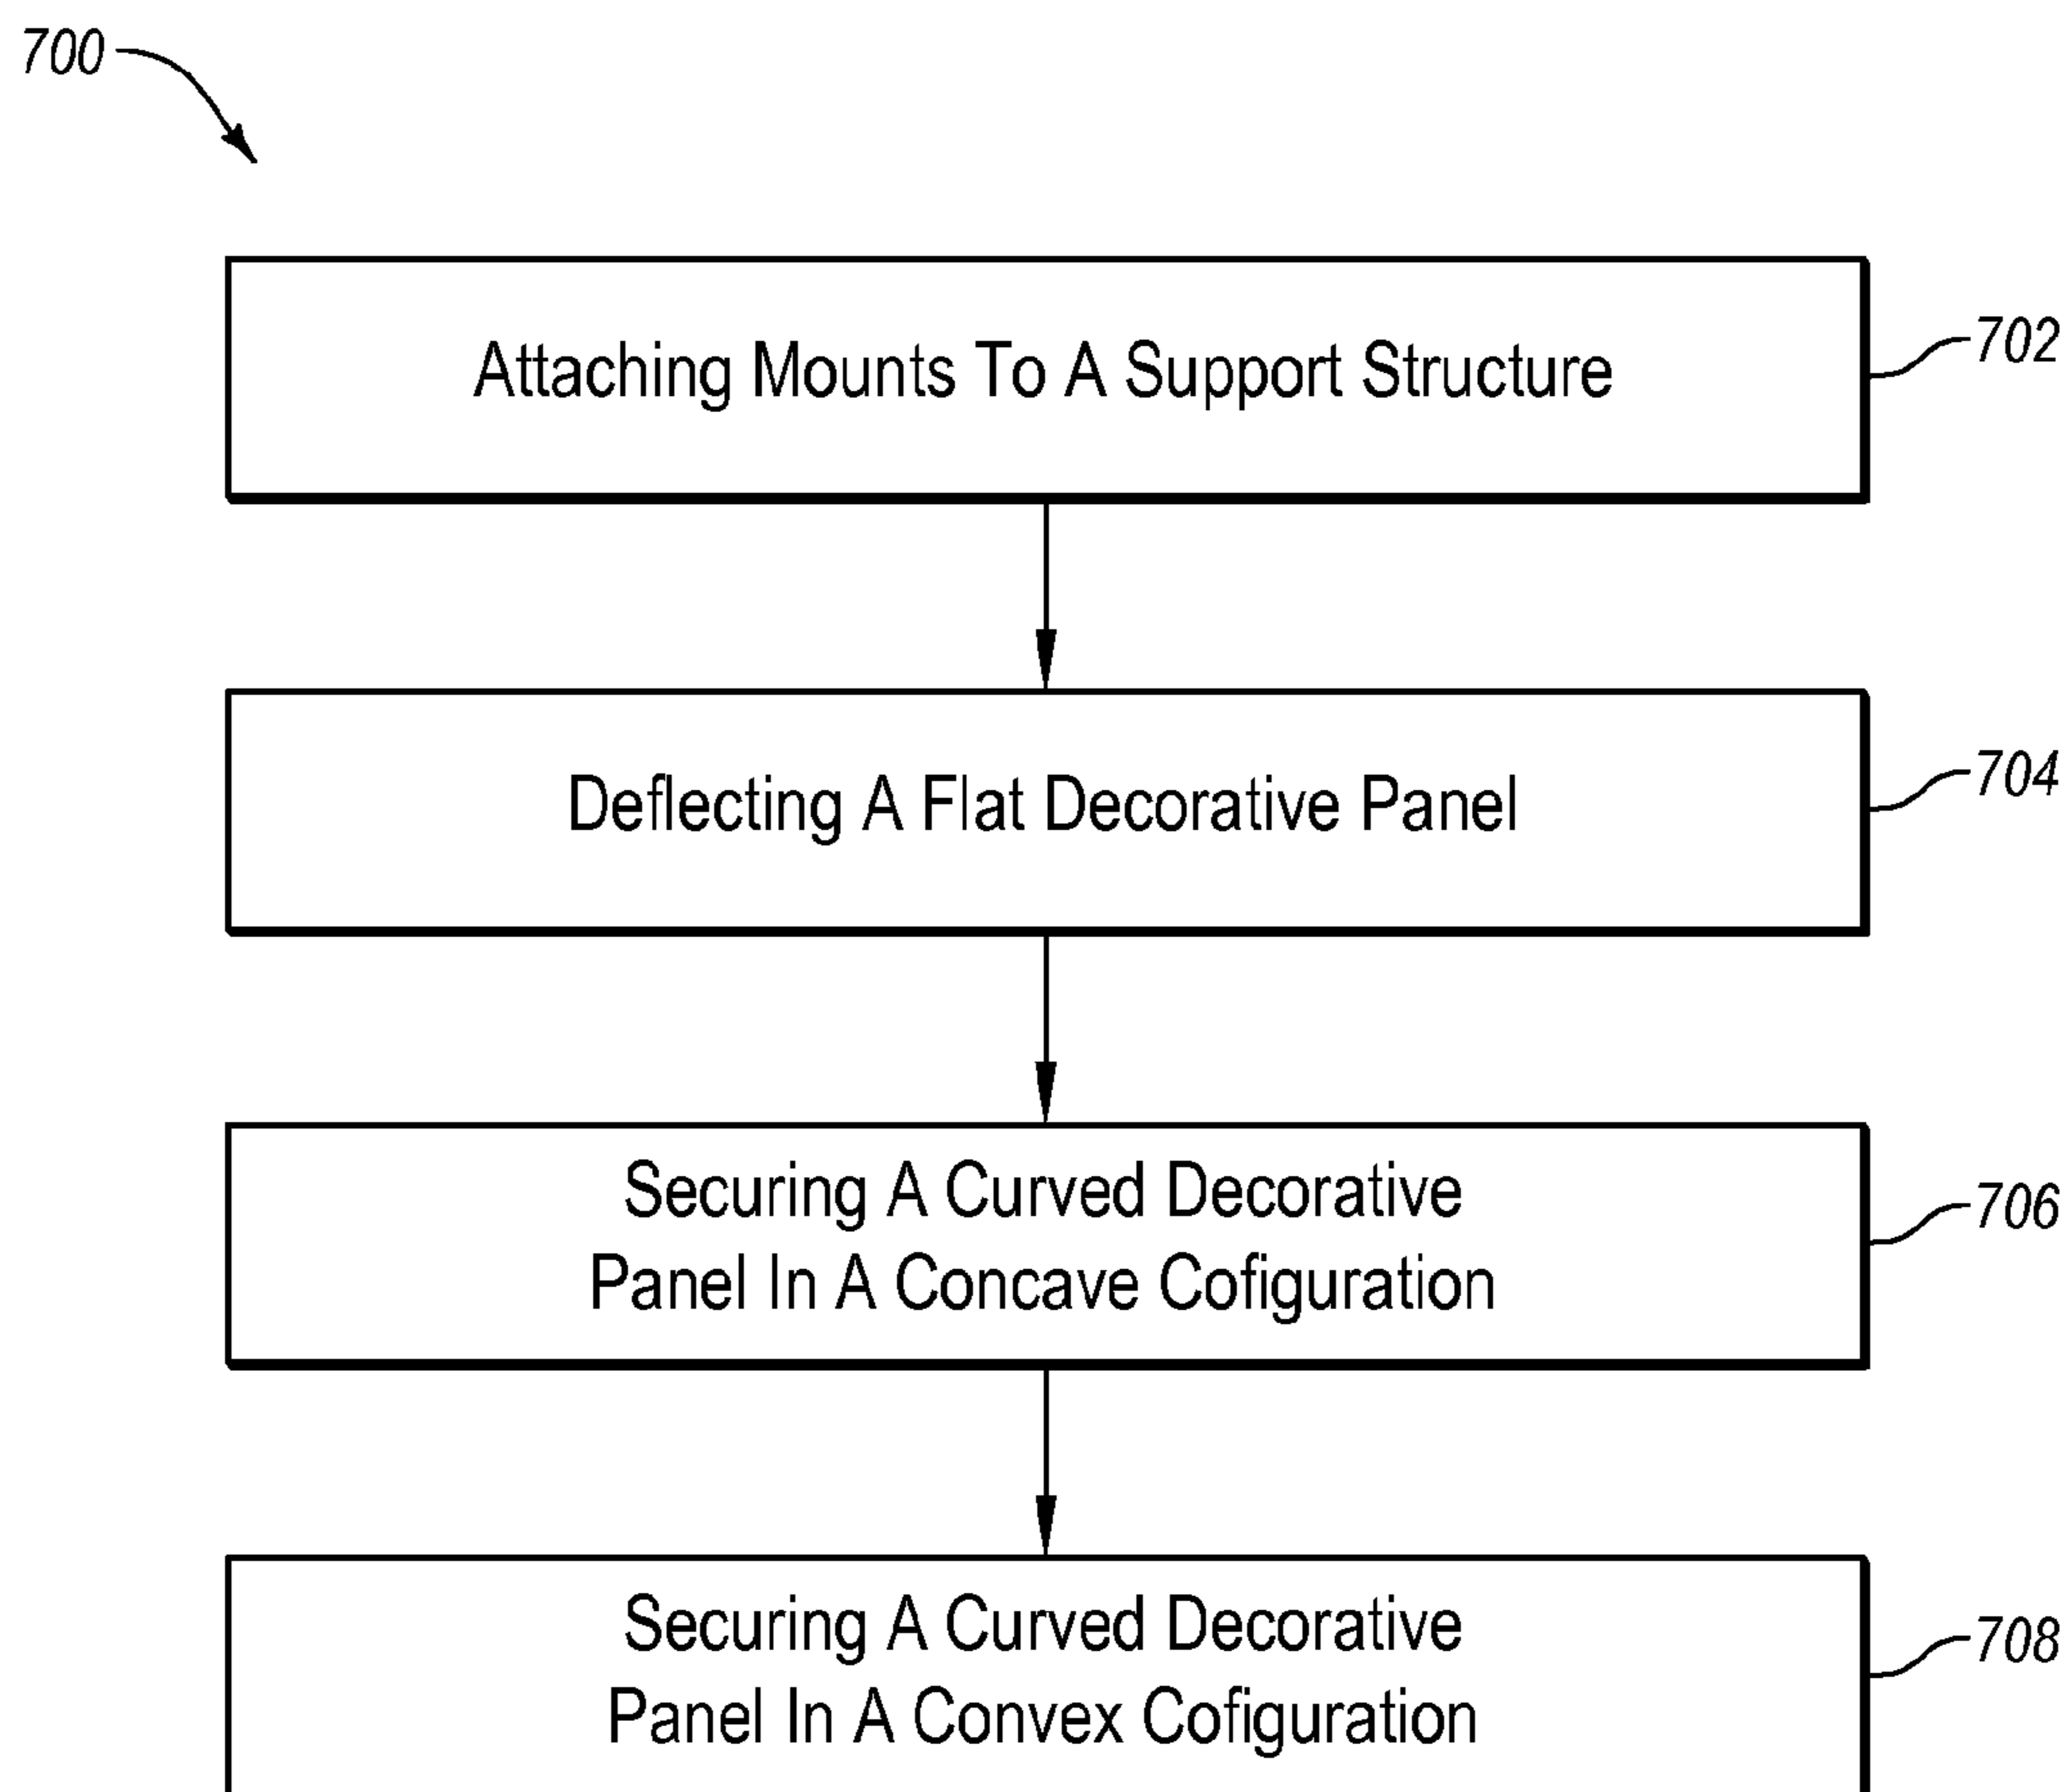 700
Attaching Mounts To A Support Structure
702
Deflecting A Flat Decorative Panel
704
Securing A Curved Decorative
Panel In A Concave Cofiguration
706
Securing A Curved Decorative
Panel In A Convex Cofiguration
708